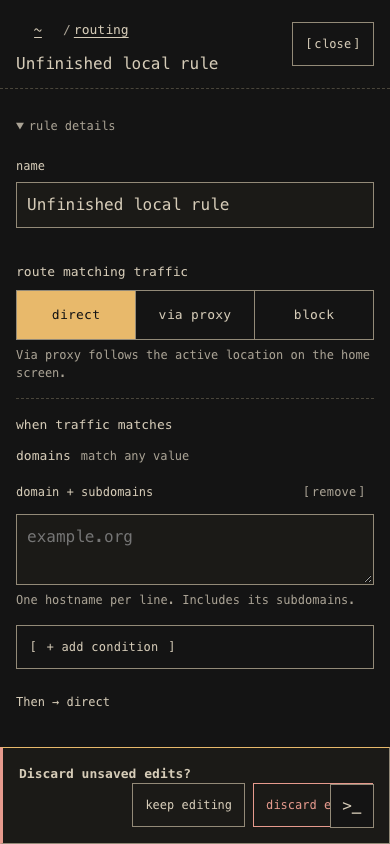 ~ / routing
[close]
Unfinished local rule
▼ rule details
name
Unfinished local rule
route matching traffic
direct
via proxy
block
Via proxy follows the active location on the home
screen.
when traffic matches
domains match any value
domain + subdomains [remove]
example.org
One hostname per line. Includes its subdomains.
[ + add condition ]
Then → direct
Discard unsaved edits?
keep editing
discard e
>_